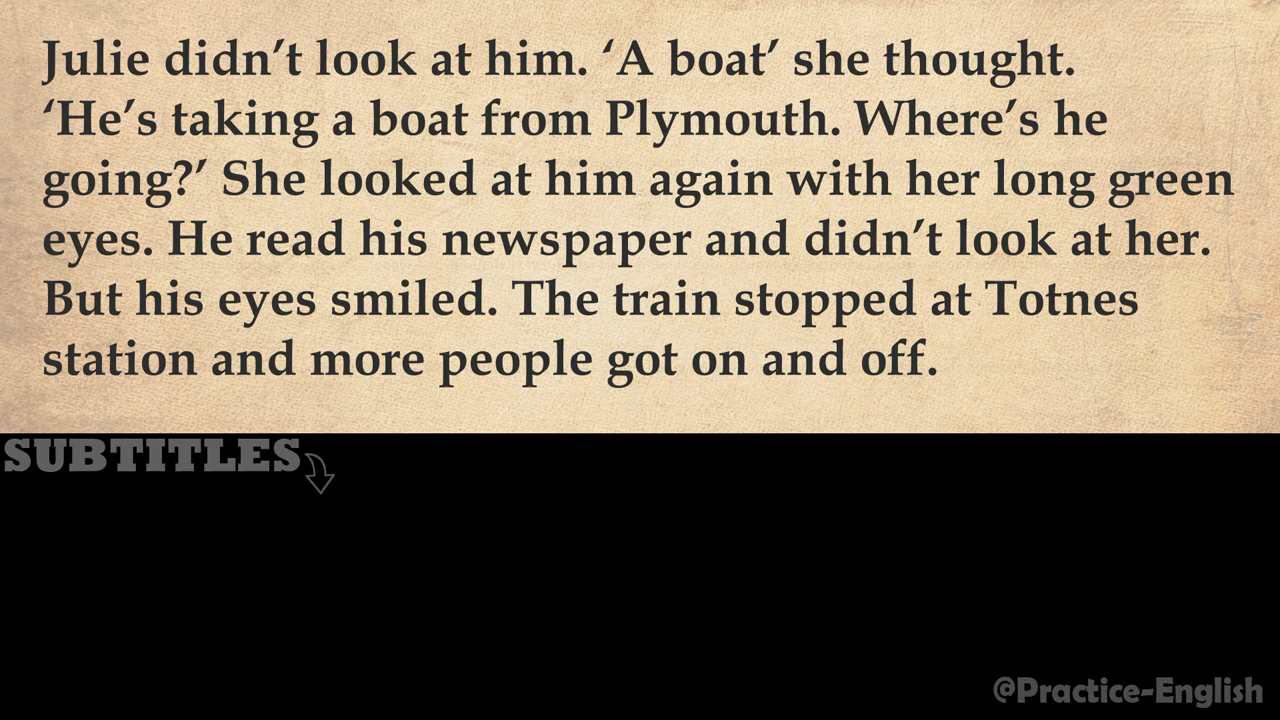 Julie didn’t look at him. ‘A boat’ she thought.
‘He’s taking a boat from Plymouth. Where’s he
going?’ She looked at him again with her long green
eyes. He read his newspaper and didn’t look at her.
But his eyes smiled. The train stopped at Totnes
station and more people got on and off.
SUBTITLES
@Practice-English